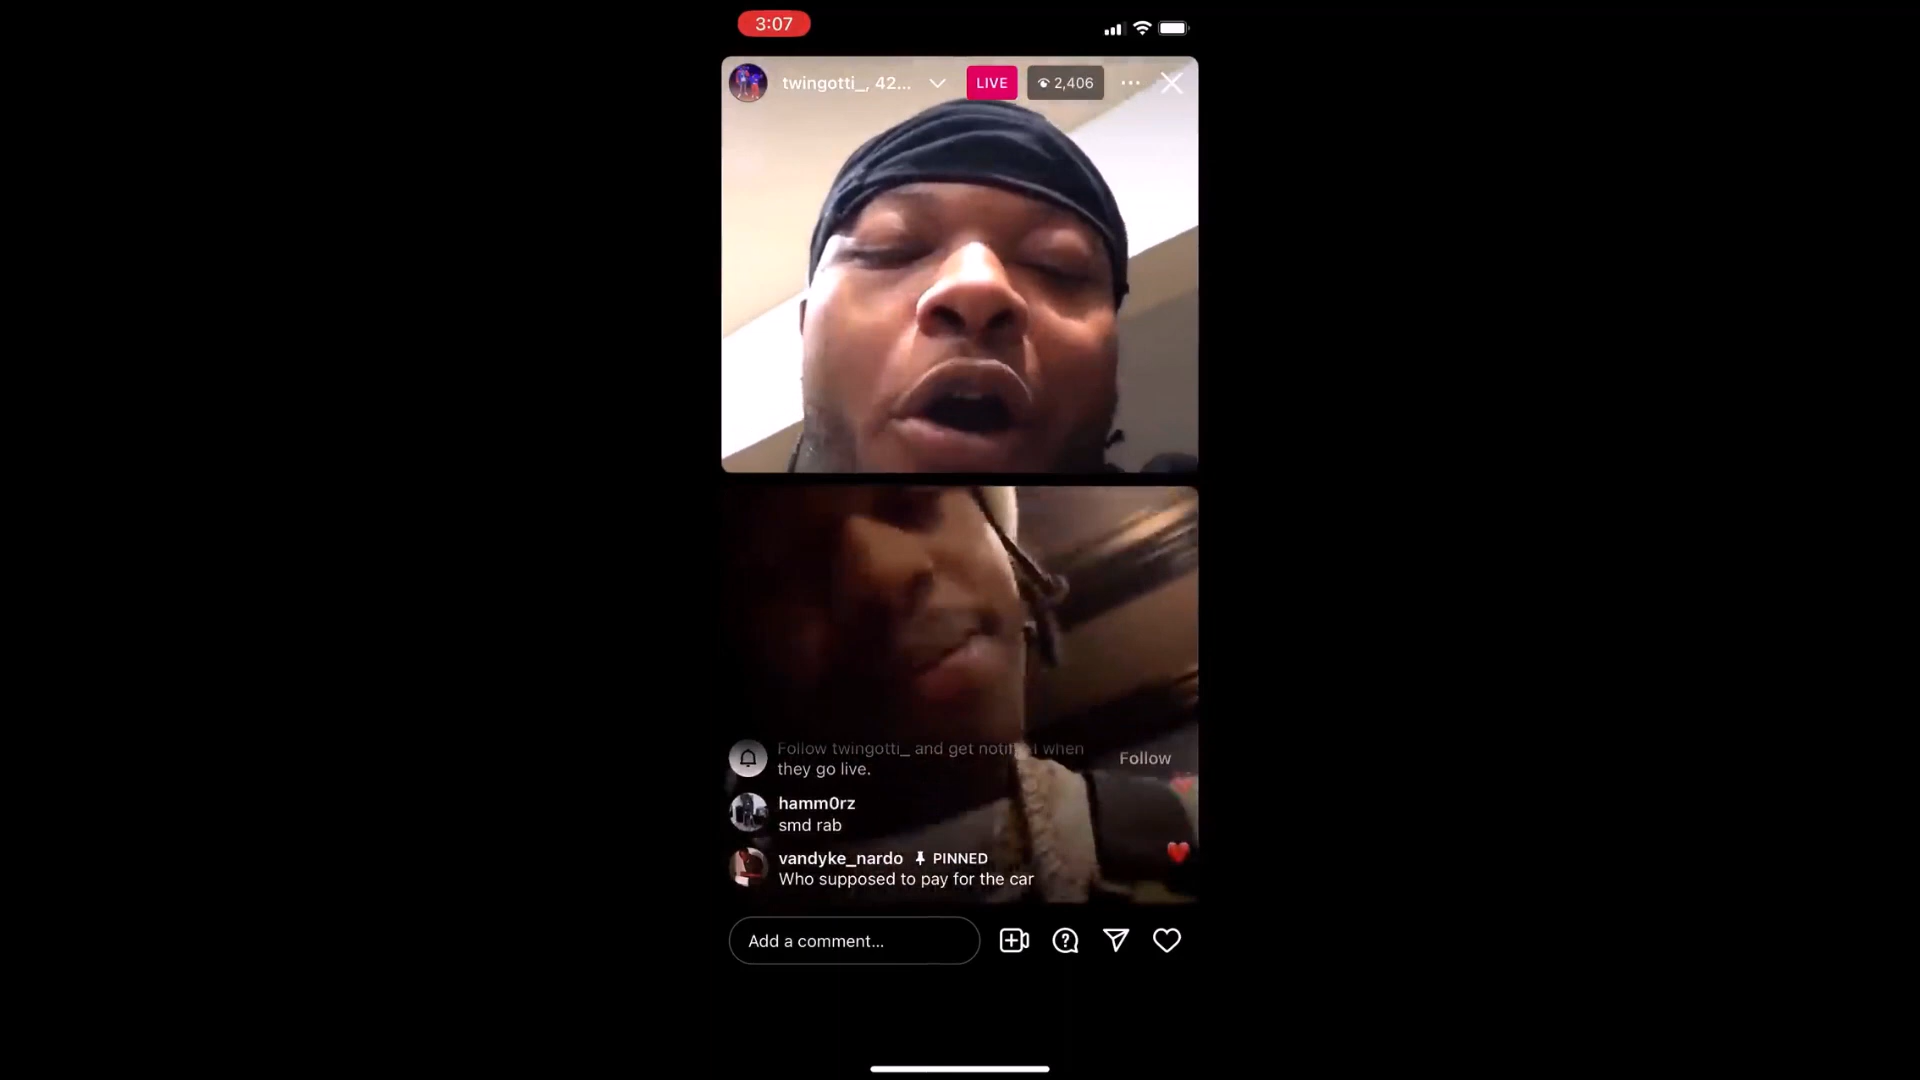 3:07
twingotti_, 42...
LIVE
2,406
Follow twingotti_ and get when
they go live.
Follow
hamm0rz
smd rab
vandyke_nardo PINNED
Who supposed to pay for the car
Add a comment...